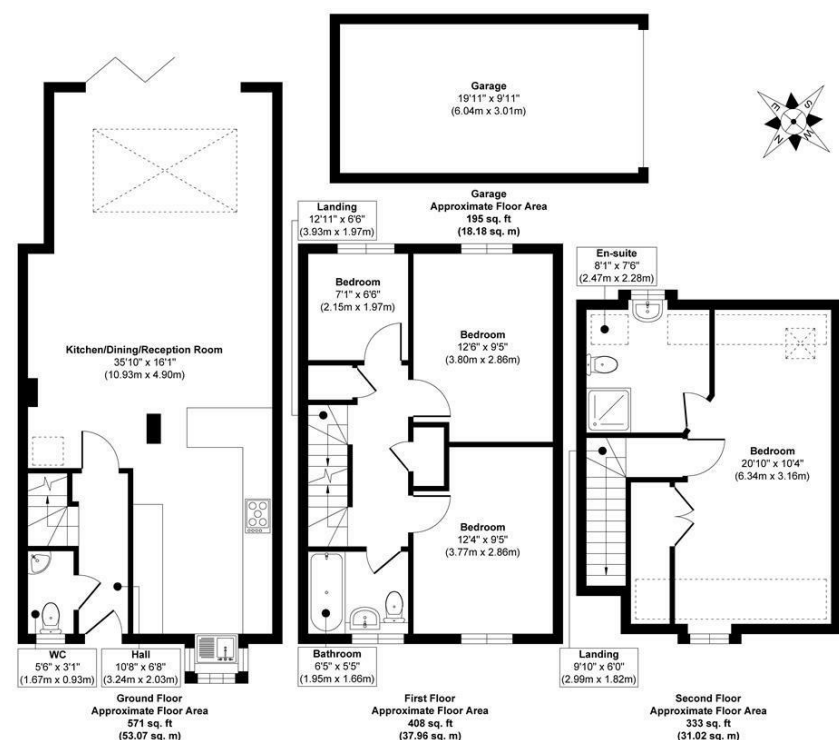 Garage
19'11" x 9'11"
(6.04m x 3.01m)
E
S
N
W
Garage
Approximate Floor Area
195 sq. ft
(18.18 sq. m)
Kitchen/Dining/Reception Room
35'10" x 16'1"
(10.93m x 4.90m)
WC
5'6" x 3'1"
(1.67m x 0.93m)
Hall
10'8" x 6'8"
(3.24m x 2.03m)
Ground Floor
Approximate Floor Area
571 sq. ft
(53.07 sq. m)
Landing
12'11" x 6'6"
(3.93m x 1.97m)
Bedroom
7'1" x 6'6"
(2.15m x 1.97m)
Bedroom
12'6" x 9'5"
(3.80m x 2.86m)
Bedroom
12'4" x 9'5"
(3.77m x 2.86m)
Bathroom
6'5" x 5'5"
(1.95m x 1.66m)
First Floor
Approximate Floor Area
408 sq. ft
(37.96 sq. m)
En-suite
8'1" x 7'6"
(2.47m x 2.28m)
Bedroom
20'10" x 10'4"
(6.34m x 3.16m)
Landing
9'10" x 6'0"
(2.99m x 1.82m)
Second Floor
Approximate Floor Area
333 sq. ft
(31.02 sq. m)